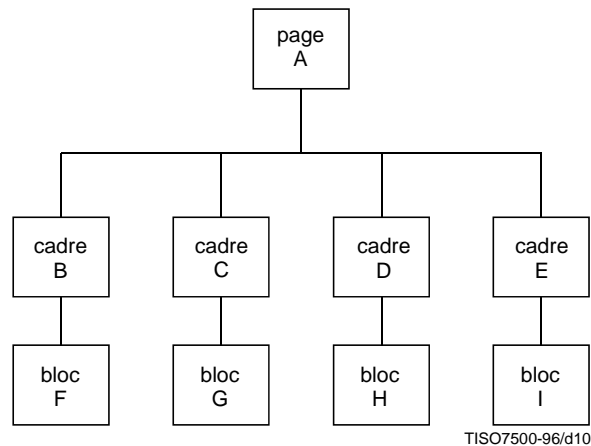 page
A
cadre
B
cadre
C
cadre
D
cadre
E
bloc
F
bloc
G
bloc
H
bloc
I
TISO7500-96/d10